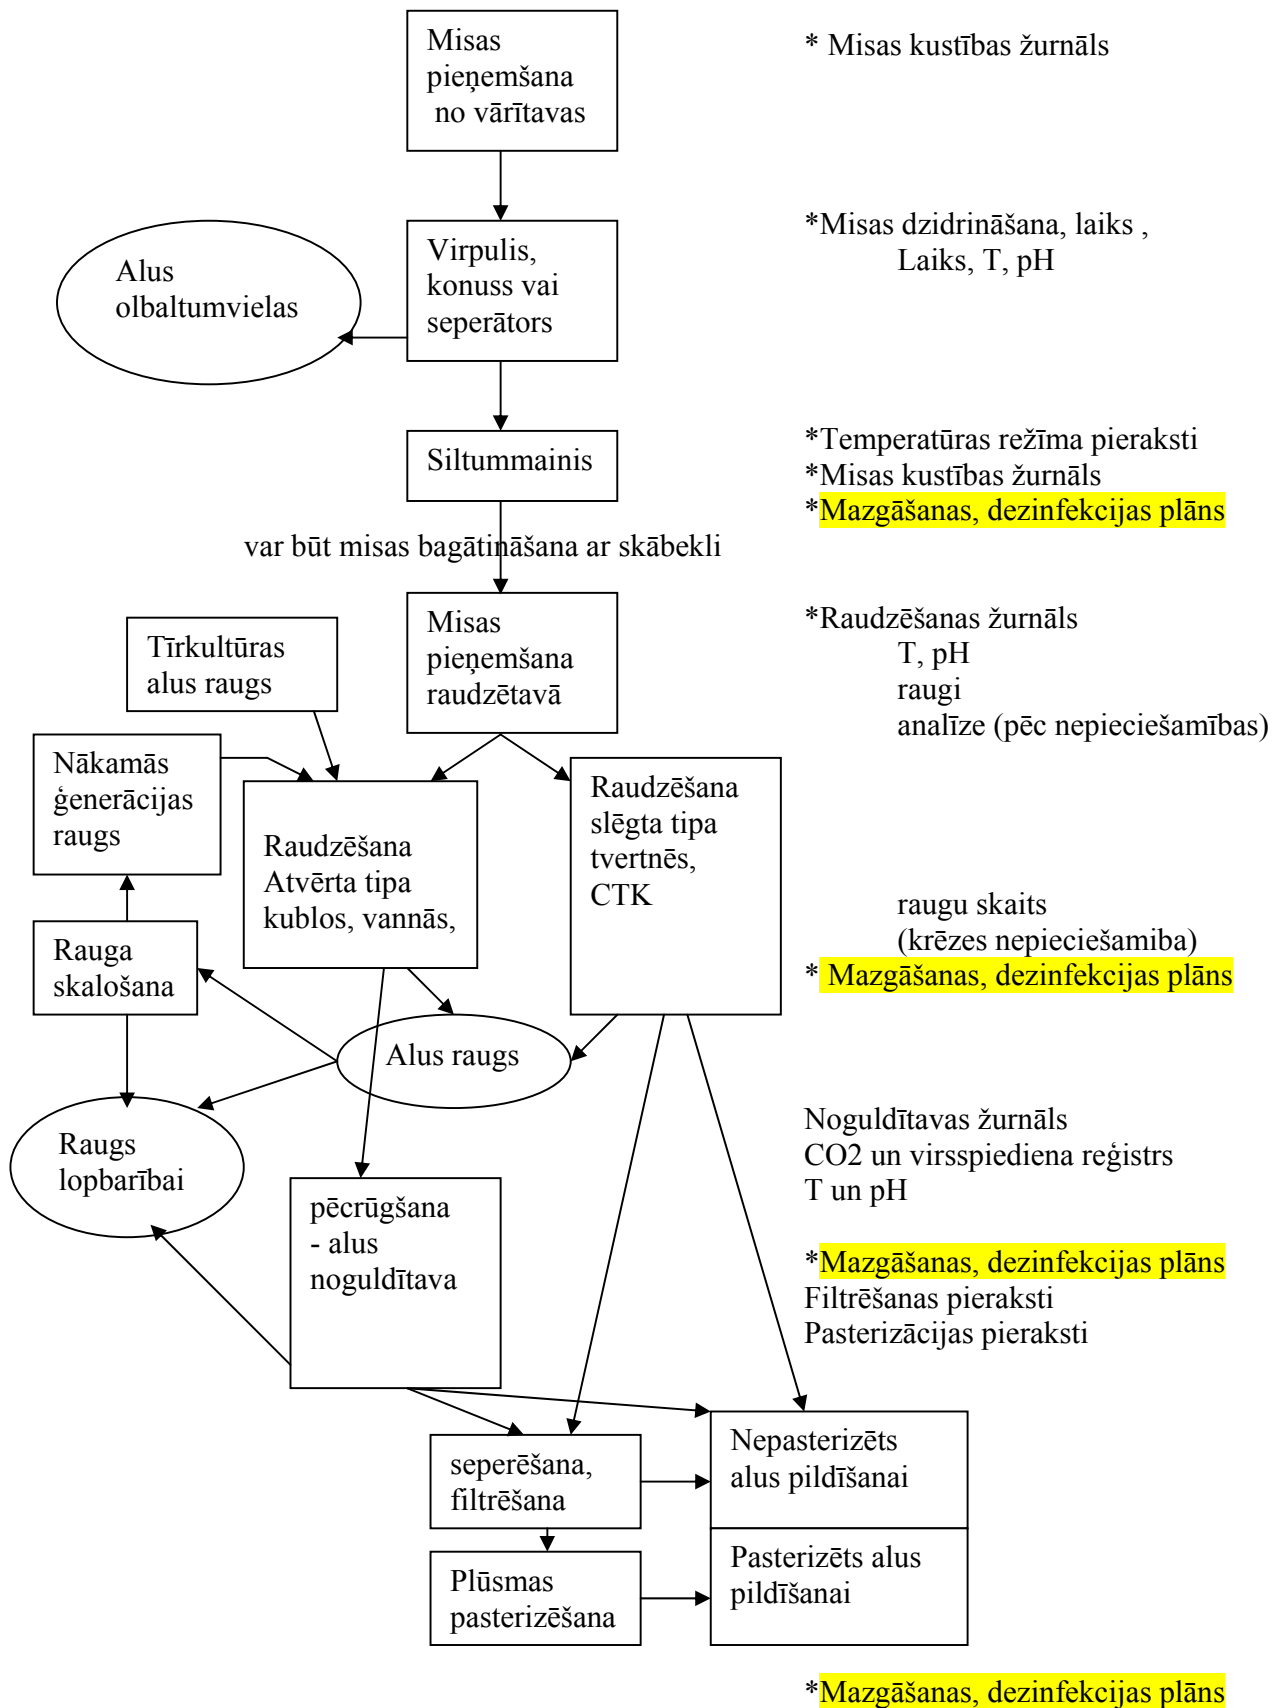 Misas
pieņemšana
no vārītavas
* Misas kustības žurnāls
Alus
olbaltumvielas
Virpulis,
konuss vai
seperātors
*Misas dzidrināšana, laiks ,
Laiks, T, pH
Siltummainis
*Temperatūras režīma pieraksti
*Misas kustības žurnāls
*Mazgāšanas, dezinfekcijas plāns
var būt misas bagātināšana ar skābekli
Tīrkultūras
alus raugs
Misas
pieņemšana
raudzētavā
*Raudzēšanas žurnāls
T, pH
raugi
analīze (pēc nepieciešamības)
Nākamās
ģenerācijas
raugs
Raudzēšana
Atvērta tipa
kublos, vannās,
Raudzēšana
slēgta tipa
tvertnēs,
CTK
Rauga
skalošana
raugu skaits
(krēzes nepieciešamiba)
* Mazgāšanas, dezinfekcijas plāns
Alus raugs
Raugs
lopbarībai
pēcrūgšana
- alus
noguldītava
Noguldītavas žurnāls
CO2 un virsspiediena reģistrs
T un pH
*Mazgāšanas, dezinfekcijas plāns
Filtrēšanas pieraksti
Pasterizācijas pieraksti
seperēšana,
filtrēšana
Nepasterizēts
alus pildīšanai
Plūsmas
pasterizēšana
Pasterizēts alus
pildīšanai
*Mazgāšanas, dezinfekcijas plāns